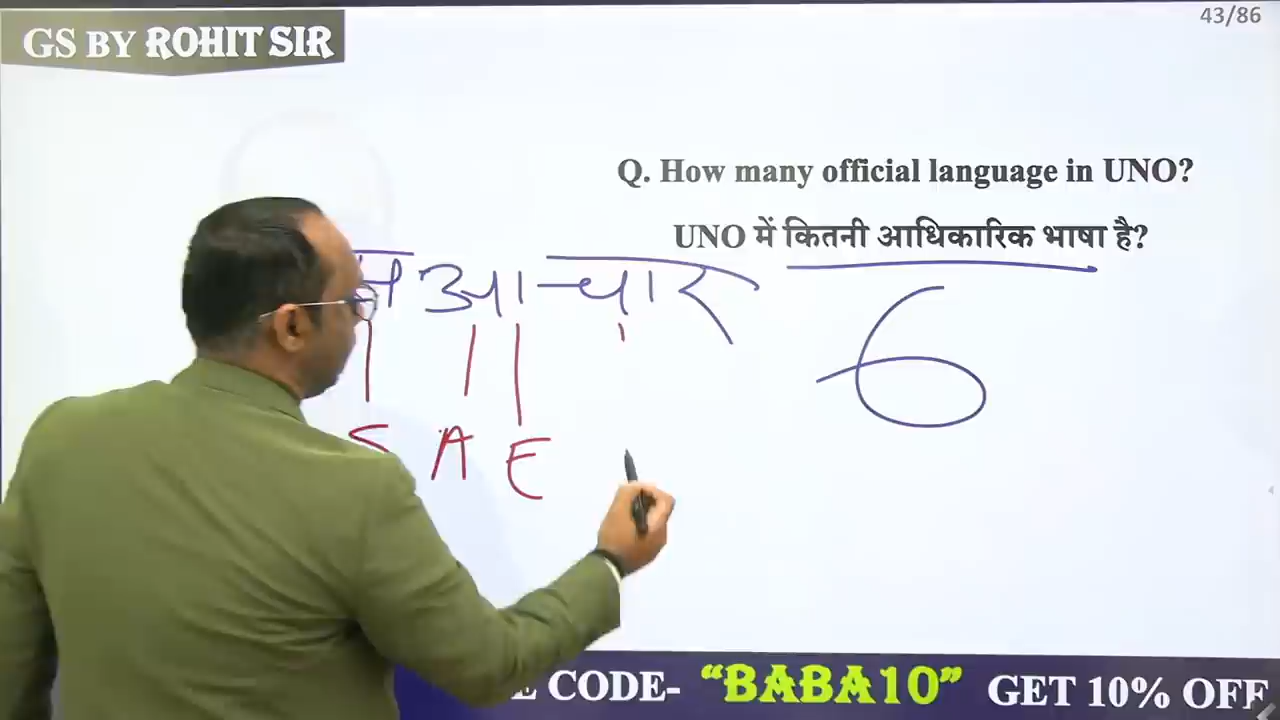 GS BY ROHIT SIR
43/86
Q. How many official language in UNO?
UNO में कितनी आधिकारिक भाषा है?
आ चार
6
A E
CODE- “BABA10” GET 10% OFF